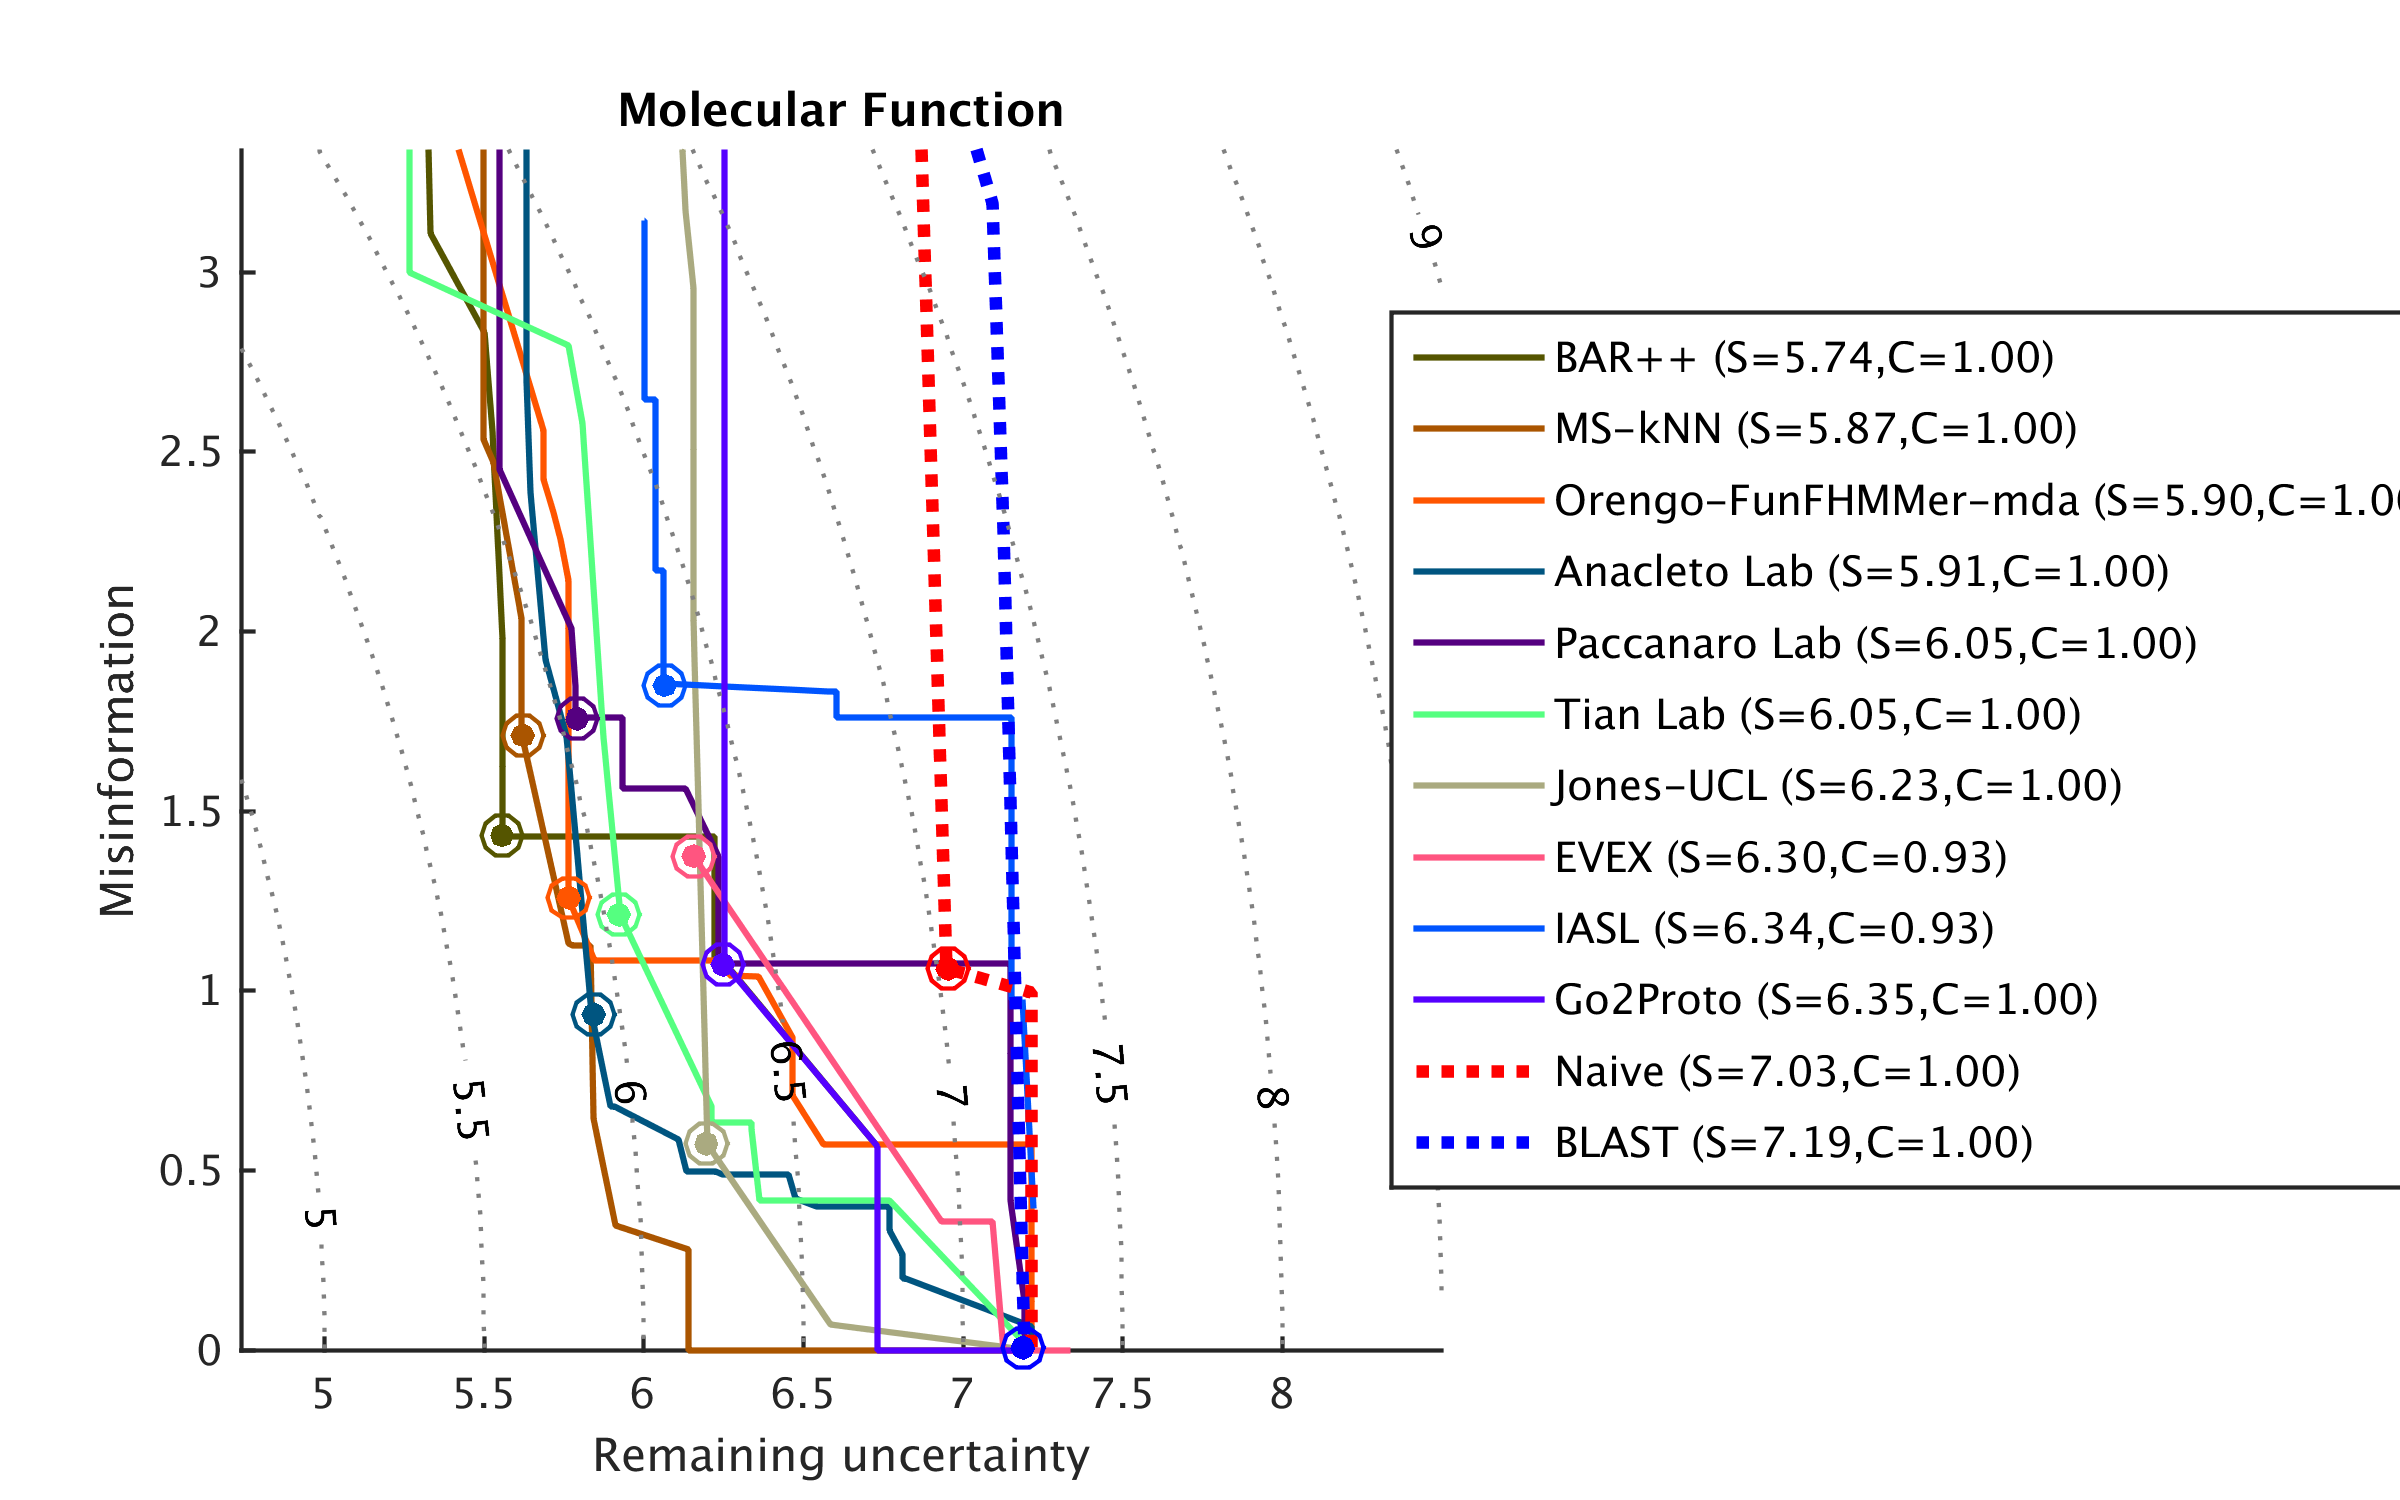 Molecular Function
Misinformation
3
2.5
2
1.5
1
0.5
0
5
5.5
6
6.5
7
7.5
8
Remaining uncertainty
5
5.5
6
6.5
7
7.5
8
9
BAR++ (S=5.74,C=1.00)
MS-kNN (S=5.87,C=1.00)
Orengo-FunFHMMer-mda (S=5.90,C=1.00
Anacleto Lab (S=5.91,C=1.00)
Paccanaro Lab (S=6.05,C=1.00)
Tian Lab (S=6.05,C=1.00)
Jones-UCL (S=6.23,C=1.00)
EVEX (S=6.30,C=0.93)
IASL (S=6.34,C=0.93)
Go2Proto (S=6.35,C=1.00)
Naive (S=7.03,C=1.00)
BLAST (S=7.19,C=1.00)